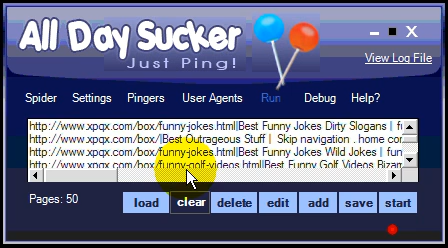 All Day Sucker
Just Ping!
View Log File
Spider Settings Pingers User Agents Run Debug Help?
http://www.xpqx.com/box/funny-jokes.html|Best Funny Jokes Dirty Slogans | fu
http://www.xpqx.com/box/|Best Outrageous Stuff | Skip navigation . home con
http://www.xpqx.com/box/funny-jokes.html|Best Funny Jokes Wild Jokes | fun
http://www.xpqx.com/box/funny-golf-videos.html|Best Funny Golf Videos Bizarr
Pages: 50
load clear delete edit add save start